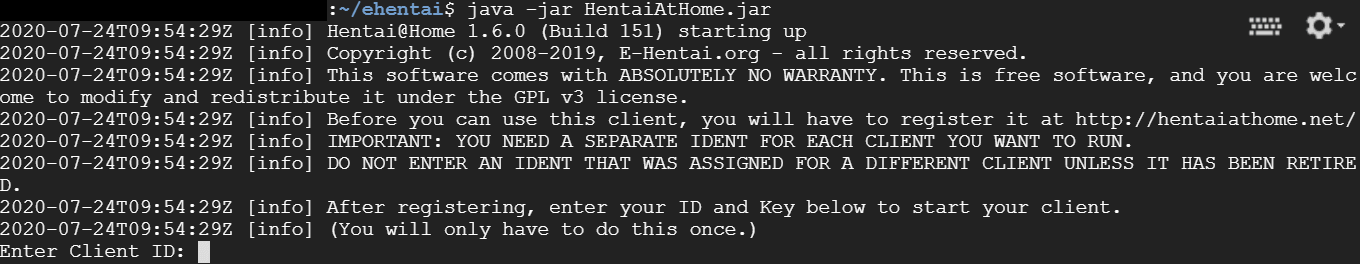 :~/ehentai$ java -jar HentaiAtHome.jar
2020-07-24T09:54:29Z [info] Hentai@Home 1.6.0 (Build 151) starting up
2020-07-24T09:54:29Z [info] Copyright (c) 2008-2019, E-Hentai.org - all rights reserved.
2020-07-24T09:54:29Z [info] This software comes with ABSOLUTELY NO WARRANTY. This is free software, and you are welc
ome to modify and redistribute it under the GPL v3 license.
2020-07-24T09:54:29Z [info] Before you can use this client, you will have to register it at http://hentaiathome.net/
2020-07-24T09:54:29Z [info] IMPORTANT: YOU NEED A SEPARATE IDENT FOR EACH CLIENT YOU WANT TO RUN.
2020-07-24T09:54:29Z [info] DO NOT ENTER AN IDENT THAT WAS ASSIGNED FOR A DIFFERENT CLIENT UNLESS IT HAS BEEN RETIRE
D.
2020-07-24T09:54:29Z [info] After registering, enter your ID and Key below to start your client.
2020-07-24T09:54:29Z [info] (You will only have to do this once.)
Enter Client ID: